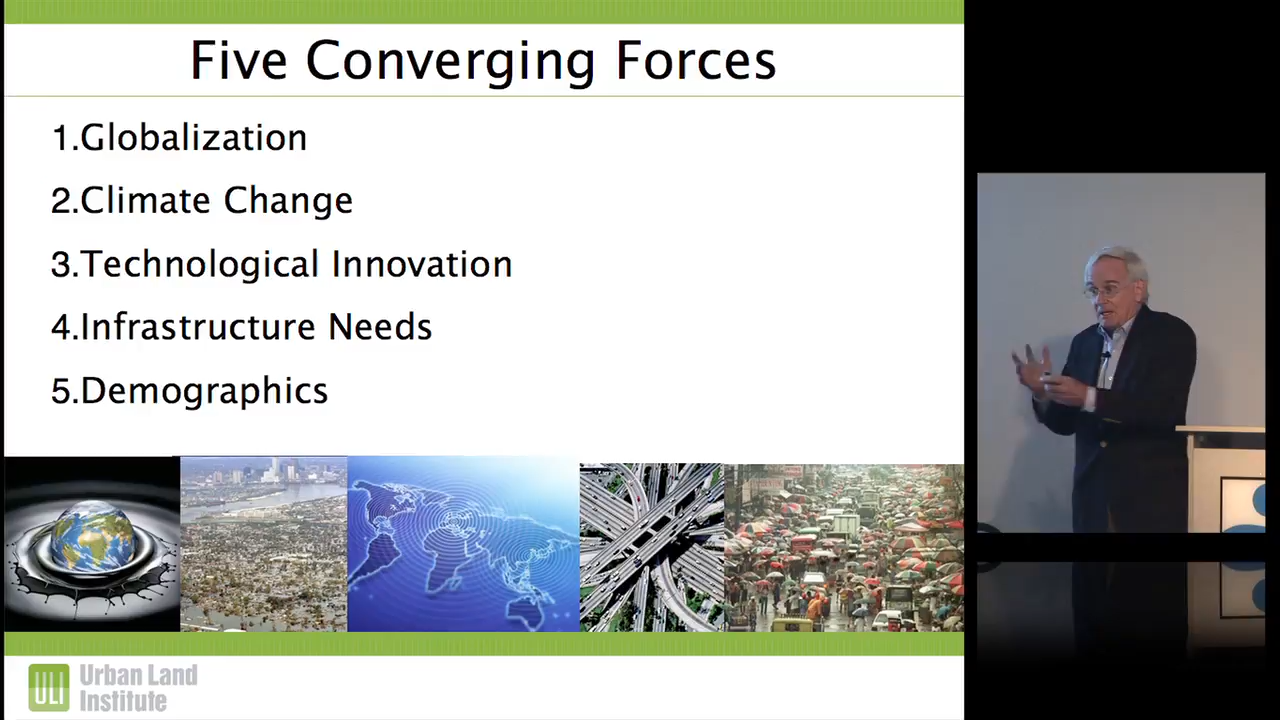 Five Converging Forces
1.Globalization
2.Climate Change
3.Technological Innovation
4.Infrastructure Needs
5.Demographics
ULI
Urban Land
Institute